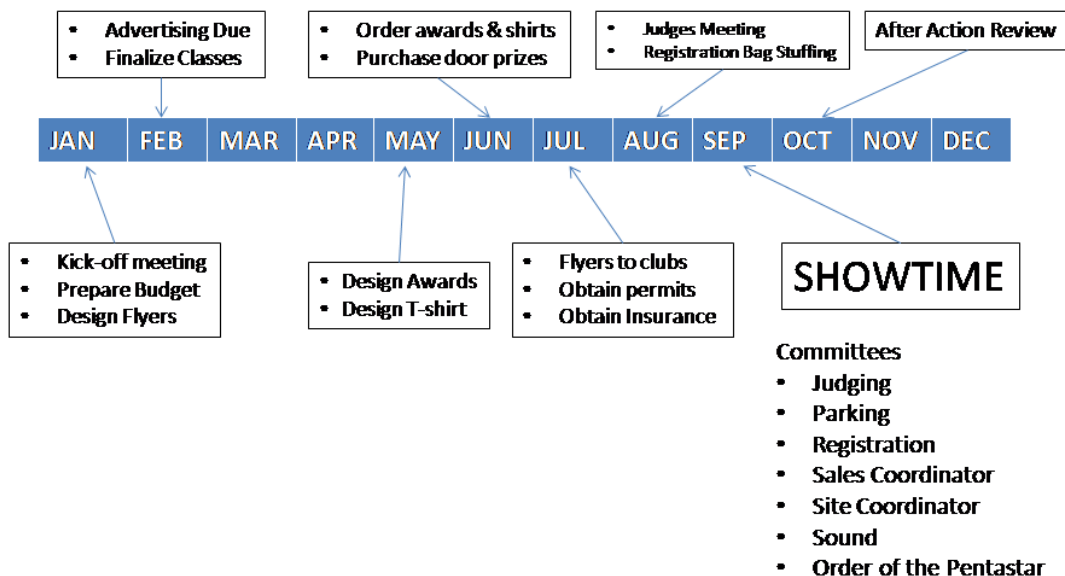 • Advertising Due
• Finalize Classes
• Order awards & shirts
• Purchase door prizes
• Judges Meeting
• Registration Bag Stuffing
After Action Review
JAN FEB MAR APR MAY JUN JUL AUG SEP OCT NOV DEC
• Kick-off meeting
• Prepare Budget
• Design Flyers
• Design Awards
• Design T-shirt
• Flyers to clubs
• Obtain permits
• Obtain Insurance
SHOWTIME
Committees
• Judging
• Parking
• Registration
• Sales Coordinator
• Site Coordinator
• Sound
• Order of the Pentastar